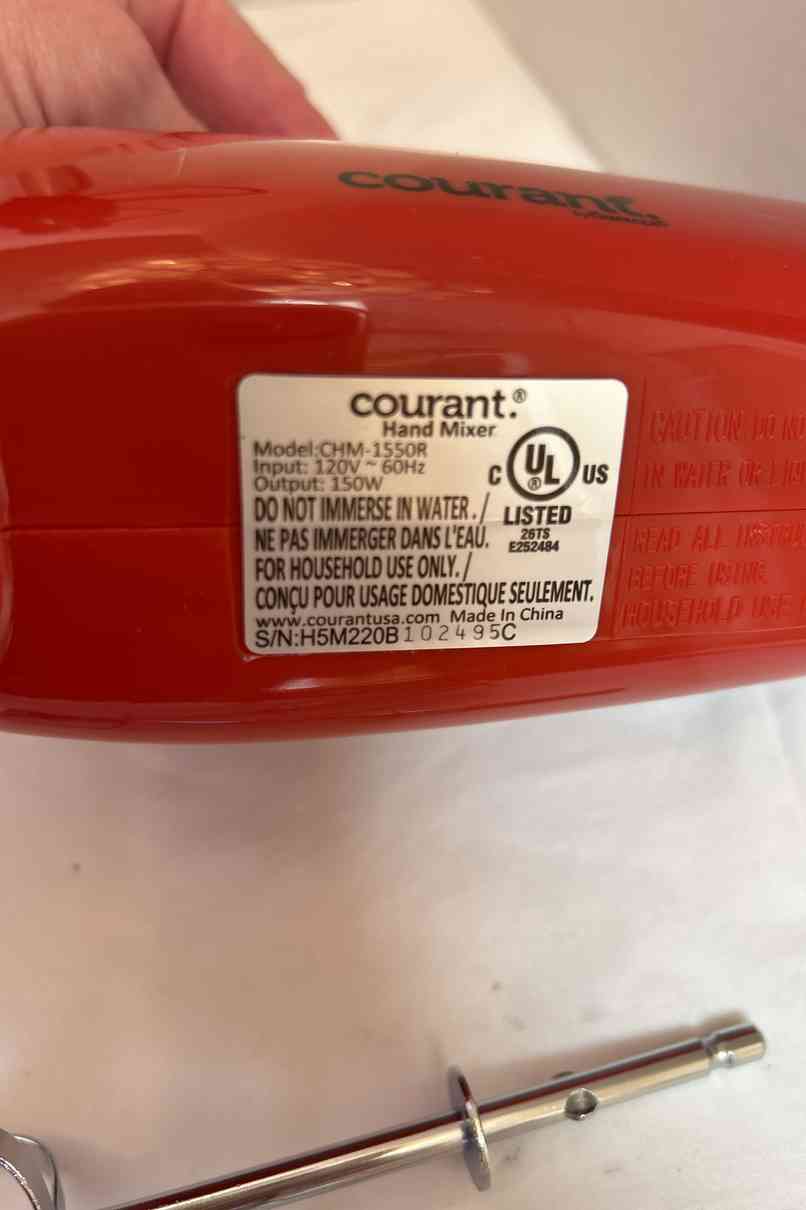 courant.
courant.®
Hand Mixer
Model:CHM-1550R
Input: 120V ~ 60Hz
Output: 150W
C UL ® US
LISTED
26TS
E252484
DO NOT IMMERSE IN WATER./
NE PAS IMMERGER DANS L'EAU.
FOR HOUSEHOLD USE ONLY./
CONÇU POUR USAGE DOMESTIQUE SEULEMENT.
www.courantusa.com Made In China
S/N:H5M220B102495C
CAUTION DO
IN WATER OR
READ ALL
BEFORE USING.
HOUSEHOLD USE